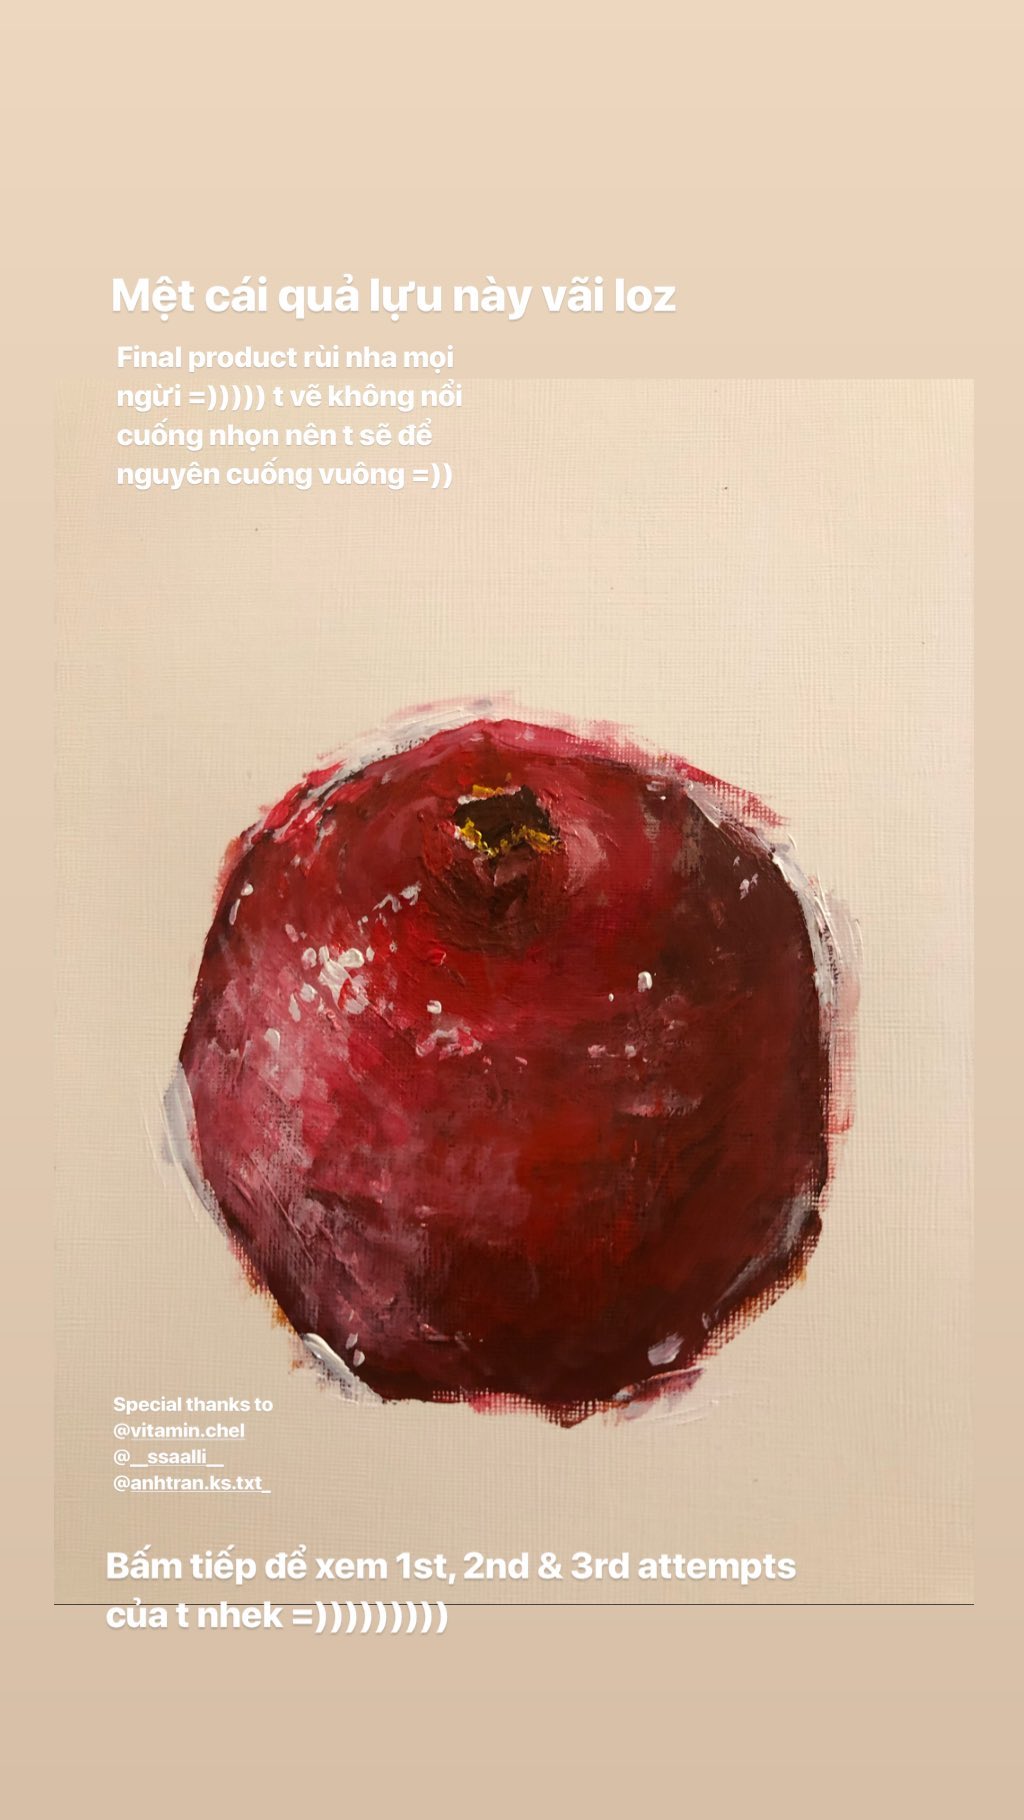 Mệt cái quả lựu này vãi loz
Final product rùi nha mọi
ngừi =))))) t vẽ không nổi
cuống nhọn nên t sẽ để
nguyên cuống vuông =))
Special thanks to
@vitamin.chel
@__ssaalli__
@anhtran.ks.txt_
Bấm tiếp để xem 1st, 2nd & 3rd attempts
của t nhek =)))))))))